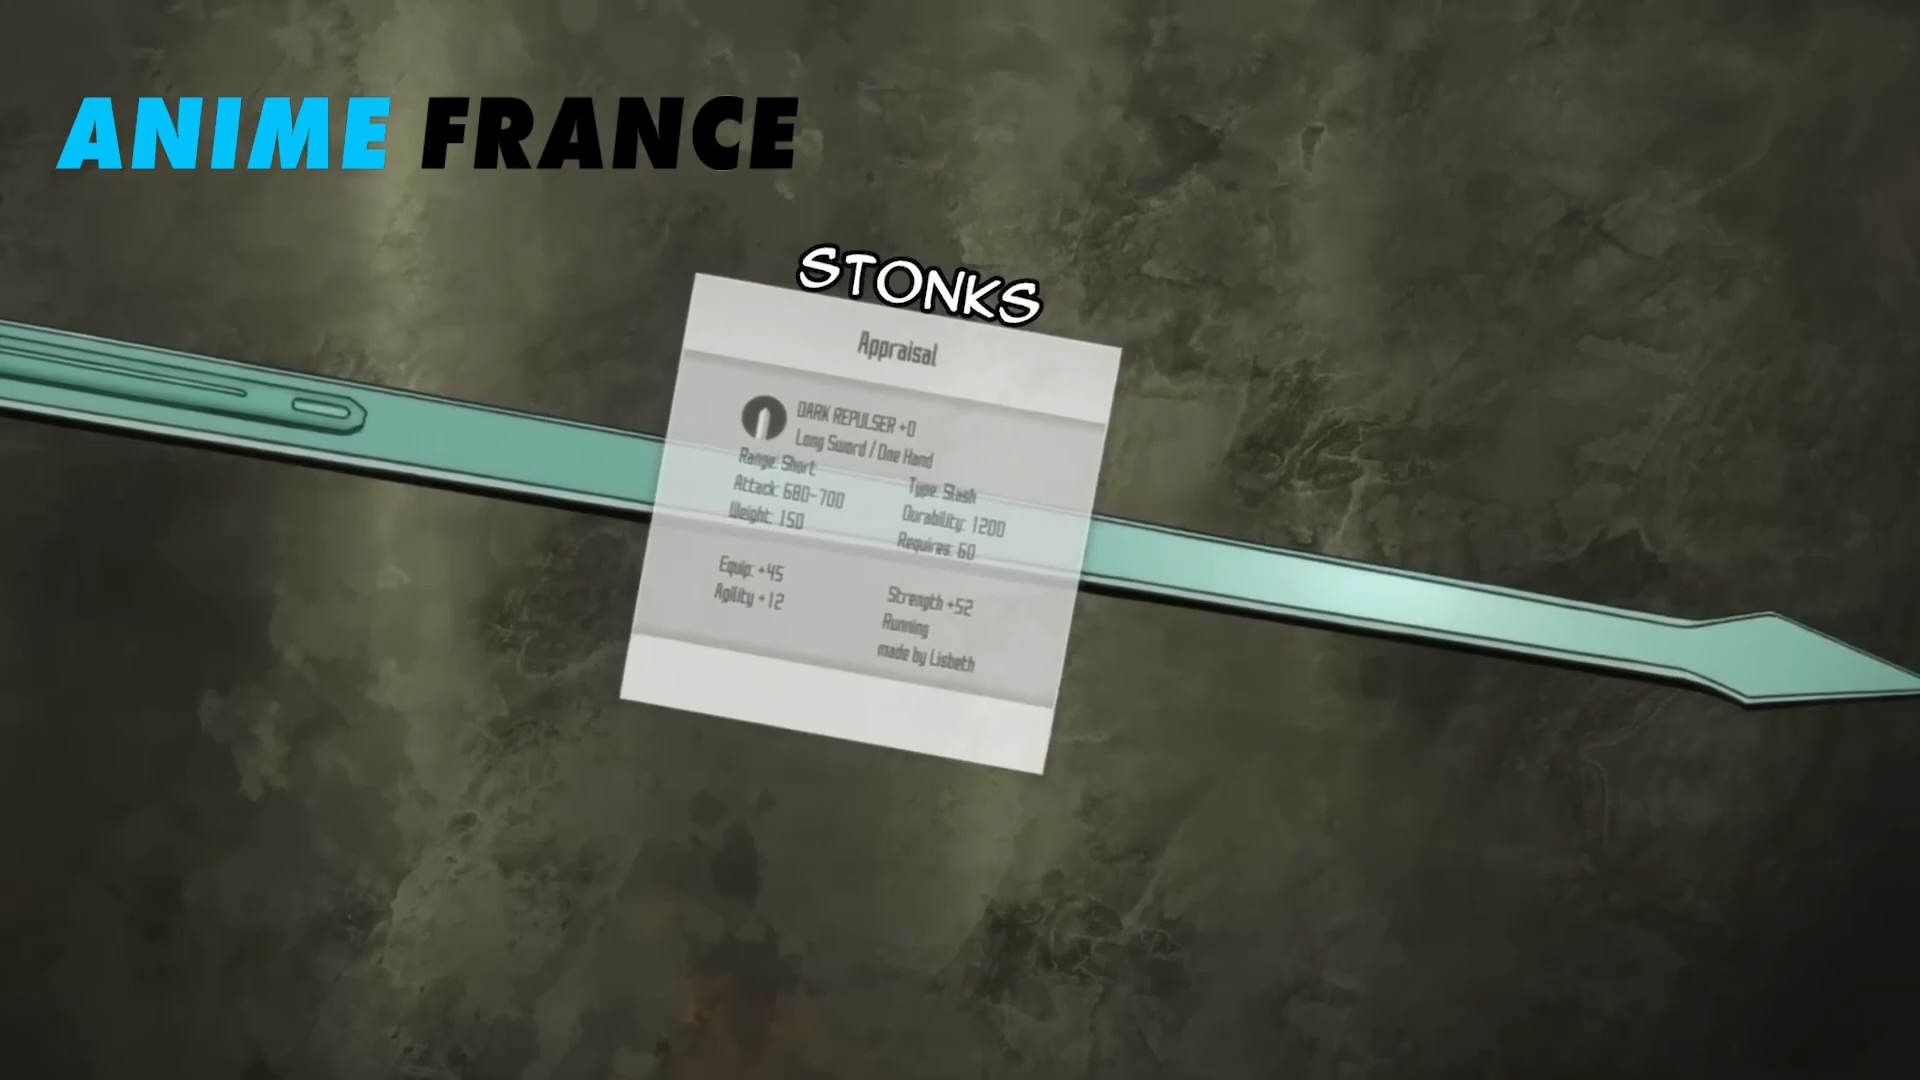 ANIME FRANCE
STONKS
Appraisal
DARK REPULSER +0
Long Sword / One Hand
Range: Short
Type: Slash
Attack: 680-700
Durability: 1200
Weight: 150
Requires: 60
Equip: +45
Strength +52
Agility +12
Running
made by Lisbeth